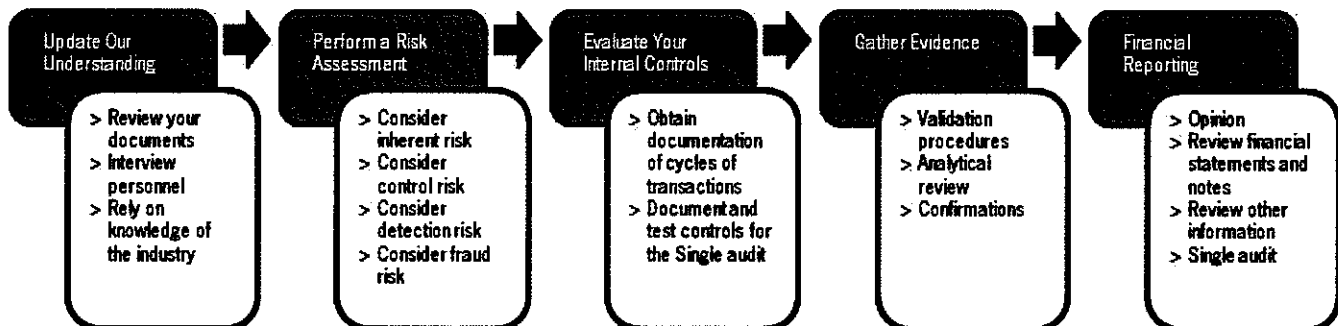 Update Our
Understanding
> Review your
documents
> Interview
personnel
> Rely on
knowledge of
the industry
Perform a Risk
Assessment
> Consider
inherent risk
> Consider
control risk
> Consider
detection risk
> Consider fraud
risk
Evaluate Your
Internal Controls
> Obtain
documentation
of cycles of
transactions
> Document and
test controls for
the Single audit
Gather Evidence
> Validation
procedures
> Analytical
review
> Confirmations
Financial
Reporting
> Opinion
> Review financial
statements and
notes
> Review other
information
> Single audit